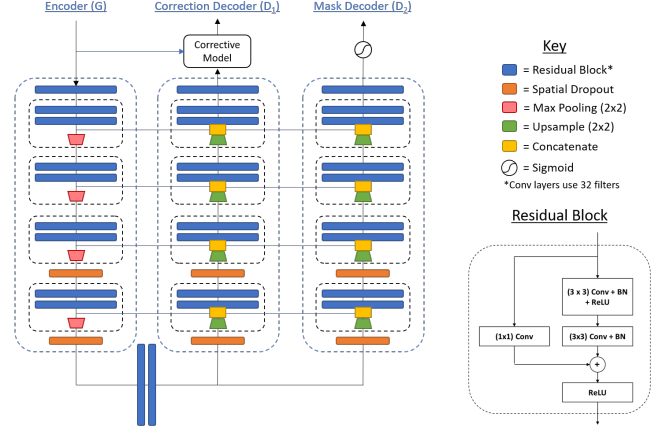 Encoder (G)
Correction Decoder (D₁)
Mask Decoder (D₂)
Corrective
Model
Key
= Residual Block*
= Spatial Dropout
= Max Pooling (2x2)
= Upsample (2x2)
= Concatenate
= Sigmoid
*Conv layers use 32 filters
Residual Block
(3 x 3) Conv + BN
+ ReLU
(1x1) Conv
(3x3) Conv + BN
+
ReLU